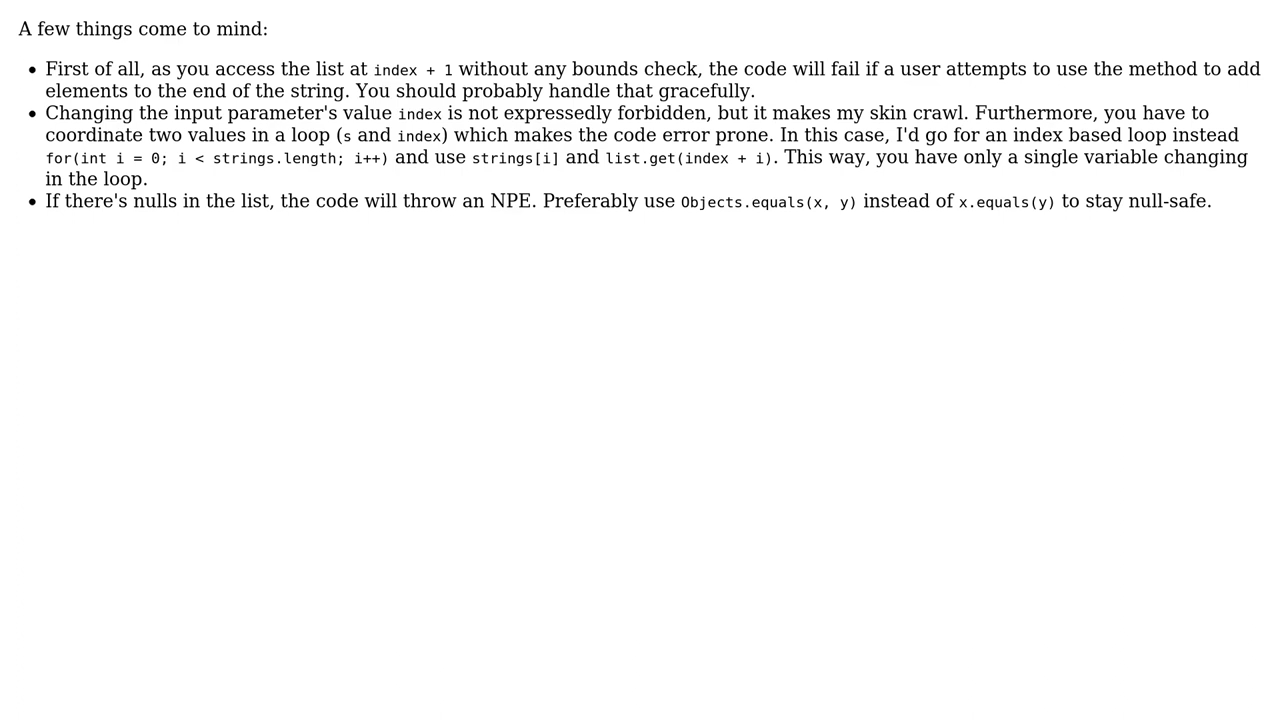 A few things come to mind:
• First of all, as you access the list at index + 1 without any bounds check, the code will fail if a user attempts to use the method to add
elements to the end of the string. You should probably handle that gracefully.
• Changing the input parameter's value index is not expressedly forbidden, but it makes my skin crawl. Furthermore, you have to
coordinate two values in a loop (s and index) which makes the code error prone. In this case, I'd go for an index based loop instead
for(int i = 0; i < strings.length; i++) and use strings[i] and list.get(index + i). This way, you have only a single variable changing
in the loop.
• If there's nulls in the list, the code will throw an NPE. Preferably use Objects.equals(x, y) instead of x.equals(y) to stay null-safe.